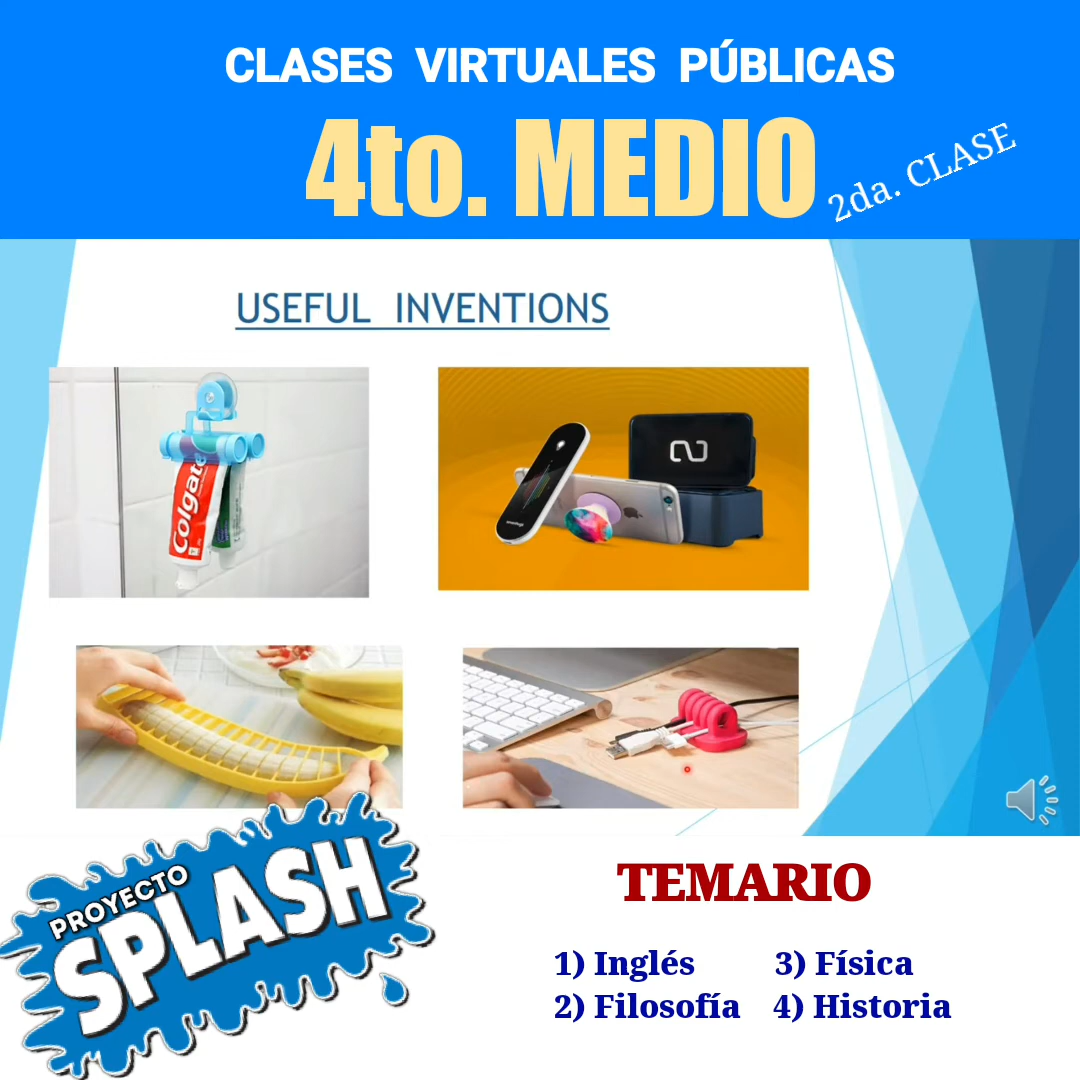 CLASES VIRTUALES PÚBLICAS
4to. MEDIO
2da. CLASE
USEFUL INVENTIONS
Colgate
PROYECTO
SPLASH
TEMARIO
1) Inglés 3) Física
2) Filosofía 4) Historia